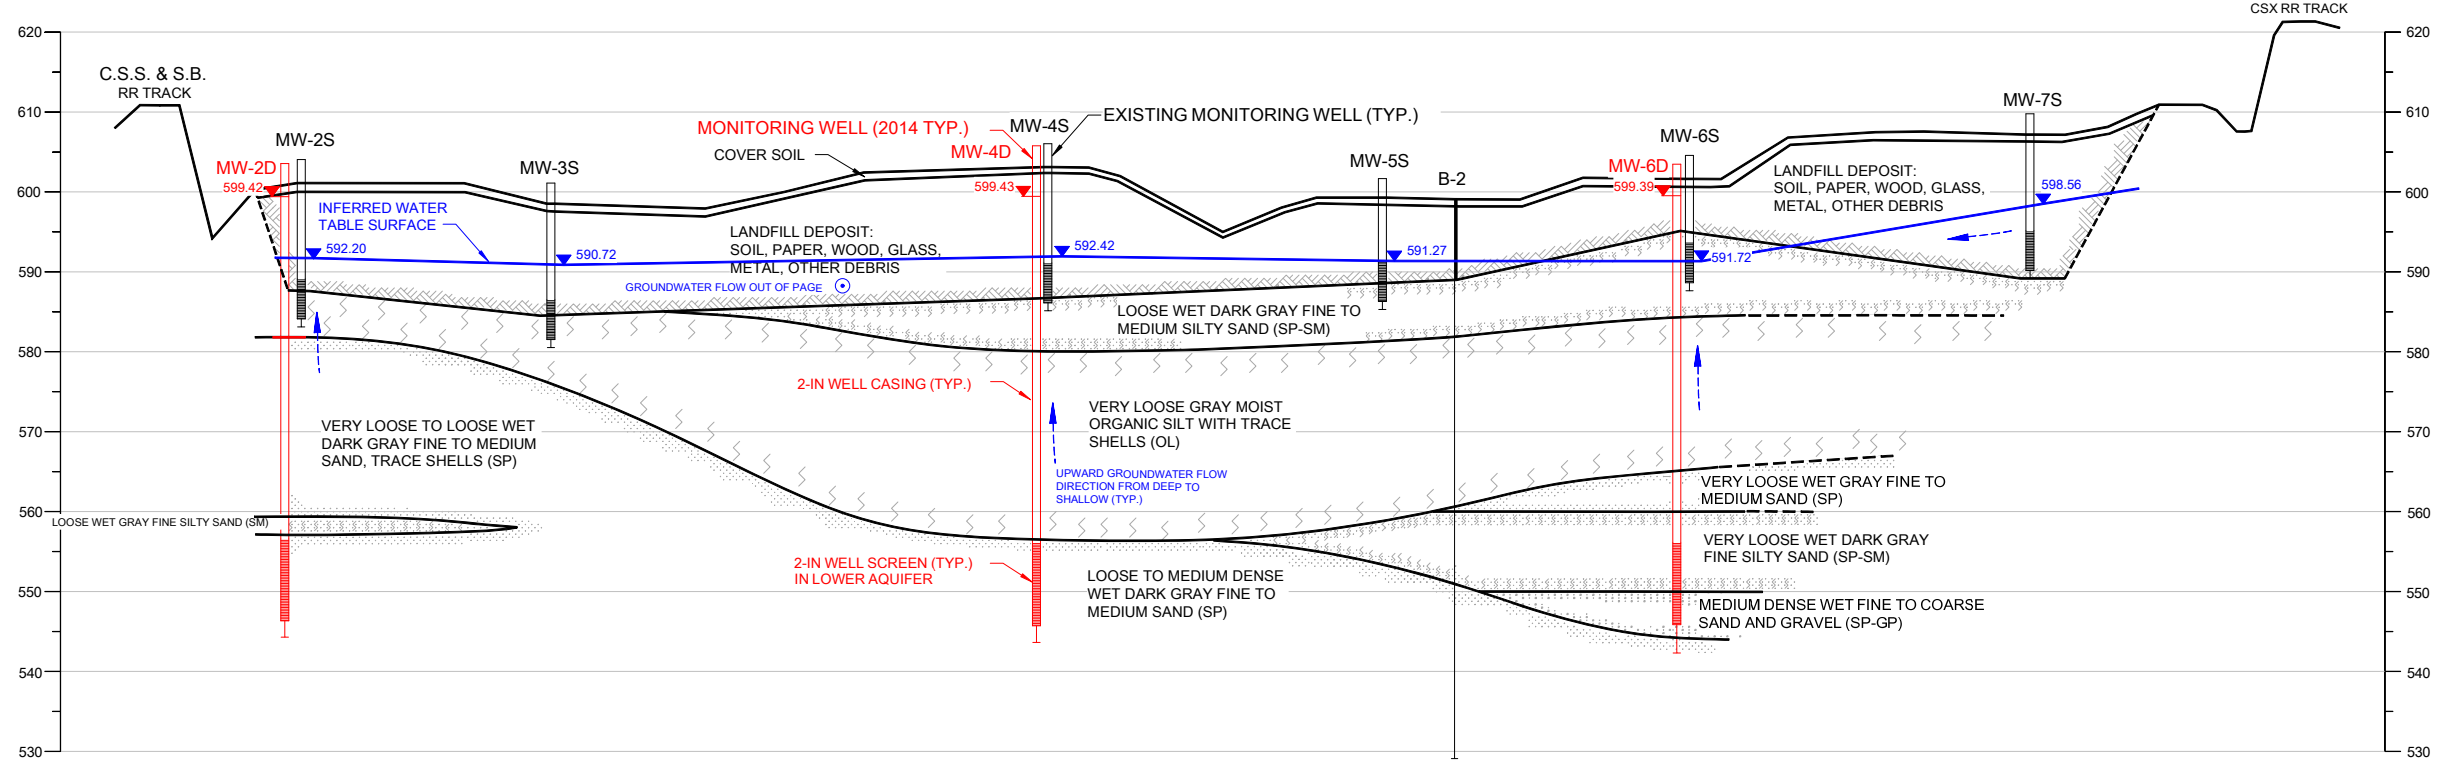 CSX RR TRACK
620
620
C.S.S. & S.B.
RR TRACK
610
610
MW-7S
EXISTING MONITORING WELL (TYP.)
MW-4S
MONITORING WELL (2014 TYP.)
MW-2S
MW-6S
MW-4D
COVER SOIL
MW-5S
MW-2D
MW-3S
MW-6D
LANDFILL DEPOSIT:
SOIL, PAPER, WOOD, GLASS,
METAL, OTHER DEBRIS
B-2
599.42
599.43
599.39
598.56
600
600
INFERRED WATER
TABLE SURFACE
LANDFILL DEPOSIT:
SOIL, PAPER, WOOD, GLASS,
METAL, OTHER DEBRIS
592.20
590.72
592.42
591.27
591.72
590
590
GROUNDWATER FLOW OUT OF PAGE
LOOSE WET DARK GRAY FINE TO
MEDIUM SILTY SAND (SP-SM)
580
580
2-IN WELL CASING (TYP.)
VERY LOOSE GRAY MOIST
ORGANIC SILT WITH TRACE
SHELLS (OL)
VERY LOOSE TO LOOSE WET
DARK GRAY FINE TO MEDIUM
SAND, TRACE SHELLS (SP)
570
570
UPWARD GROUNDWATER FLOW
DIRECTION FROM DEEP TO
SHALLOW (TYP.)
VERY LOOSE WET GRAY FINE TO
MEDIUM SAND (SP)
560
560
LOOSE WET GRAY FINE SILTY SAND (SM)
VERY LOOSE WET DARK GRAY
FINE SILTY SAND (SP-SM)
2-IN WELL SCREEN (TYP.)
IN LOWER AQUIFER
LOOSE TO MEDIUM DENSE
WET DARK GRAY FINE TO
MEDIUM SAND (SP)
550
550
MEDIUM DENSE WET FINE TO COARSE
SAND AND GRAVEL (SP-GP)
540
540
530
530